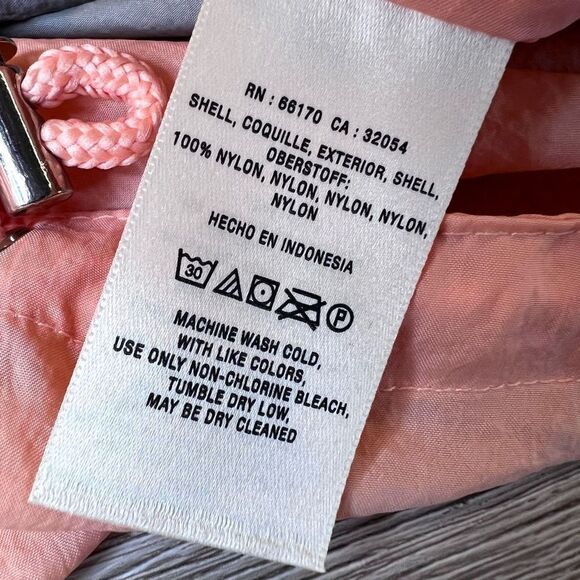 RN : 66170 CA : 32054
SHELL, COQUILLE, EXTERIOR, SHELL,
OBERSTOFF:
100% NYLON, NYLON, NYLON, NYLON,
NYLON
HECHO EN INDONESIA
30 P
MACHINE WASH COLD,
WITH LIKE COLORS,
USE ONLY NON-CHLORINE BLEACH,
TUMBLE DRY LOW,
MAY BE DRY CLEANED